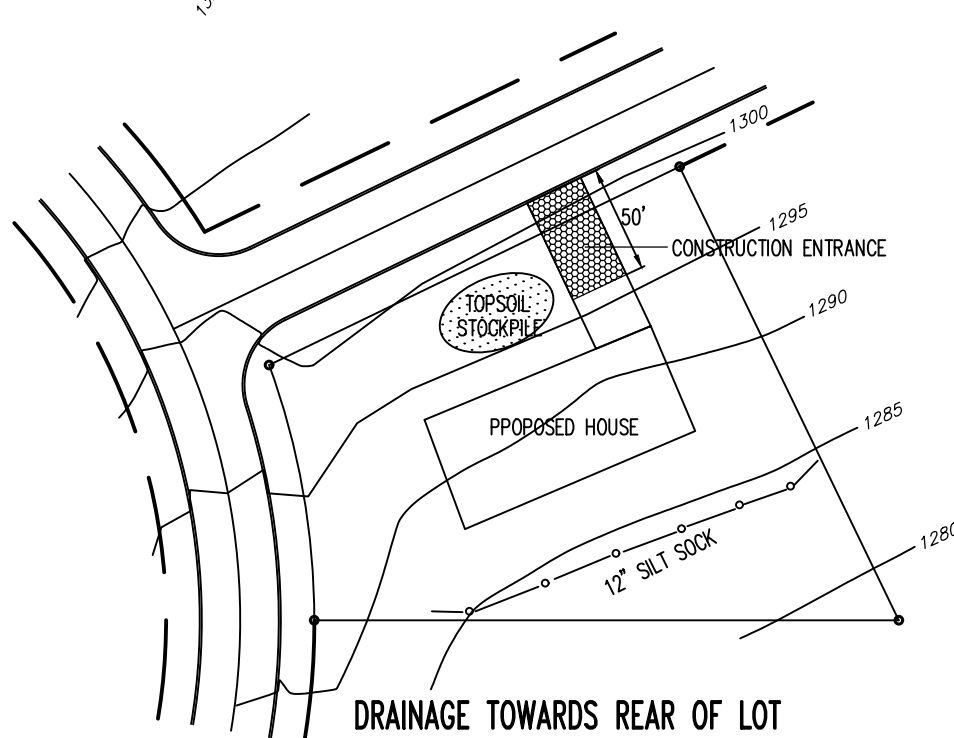 1300
50'
1295
CONSTRUCTION ENTRANCE
TOPSOIL
STOCKPILE
1290
PPOPOSED HOUSE
1285
1280
12" SILT SOCK
DRAINAGE TOWARDS REAR OF LOT